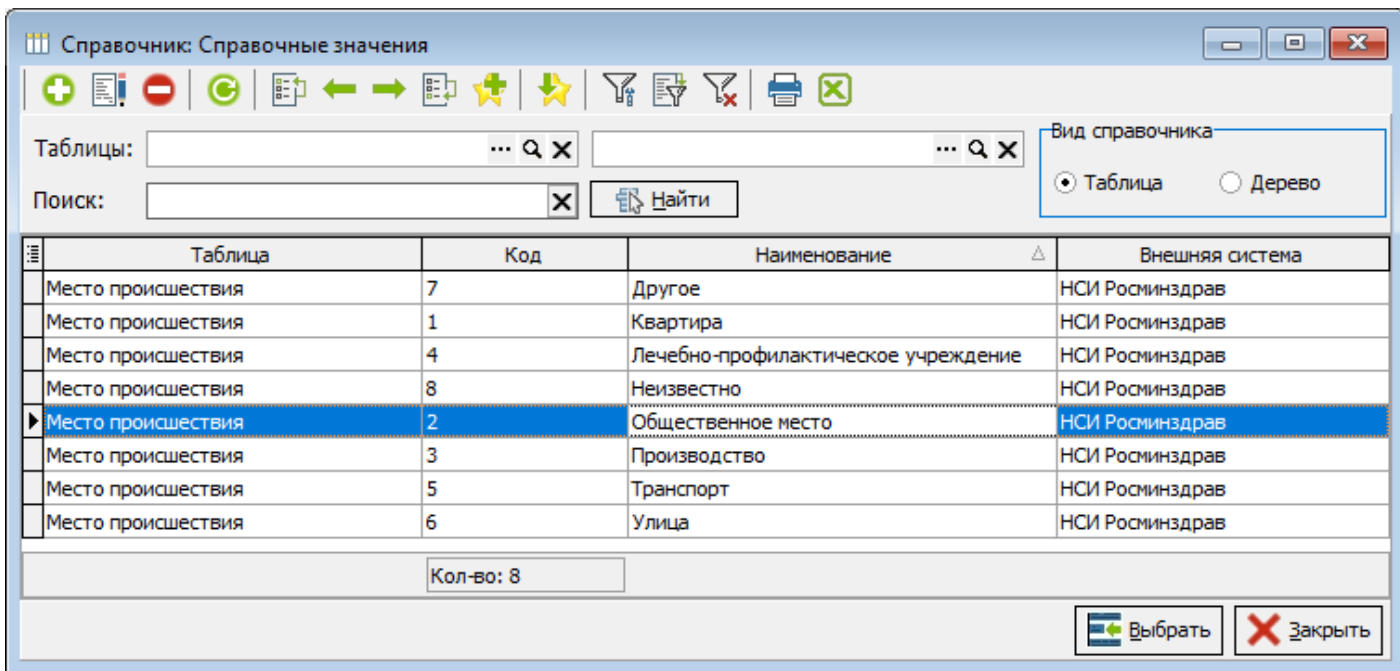 Справочник: Справочные значения
Таблицы:
Вид справочника
Таблица Дерево
Поиск: Найти
Таблица Код Наименование Внешняя система
Место происшествия 7 Другое НСИ Росминздрав
Место происшествия 1 Квартира НСИ Росминздрав
Место происшествия 4 Лечебно-профилактическое учреждение НСИ Росминздрав
Место происшествия 8 Неизвестно НСИ Росминздрав
Место происшествия 2 Общественное место НСИ Росминздрав
Место происшествия 3 Производство НСИ Росминздрав
Место происшествия 5 Транспорт НСИ Росминздрав
Место происшествия 6 Улица НСИ Росминздрав
Кол-во: 8
Выбрать Закрыть